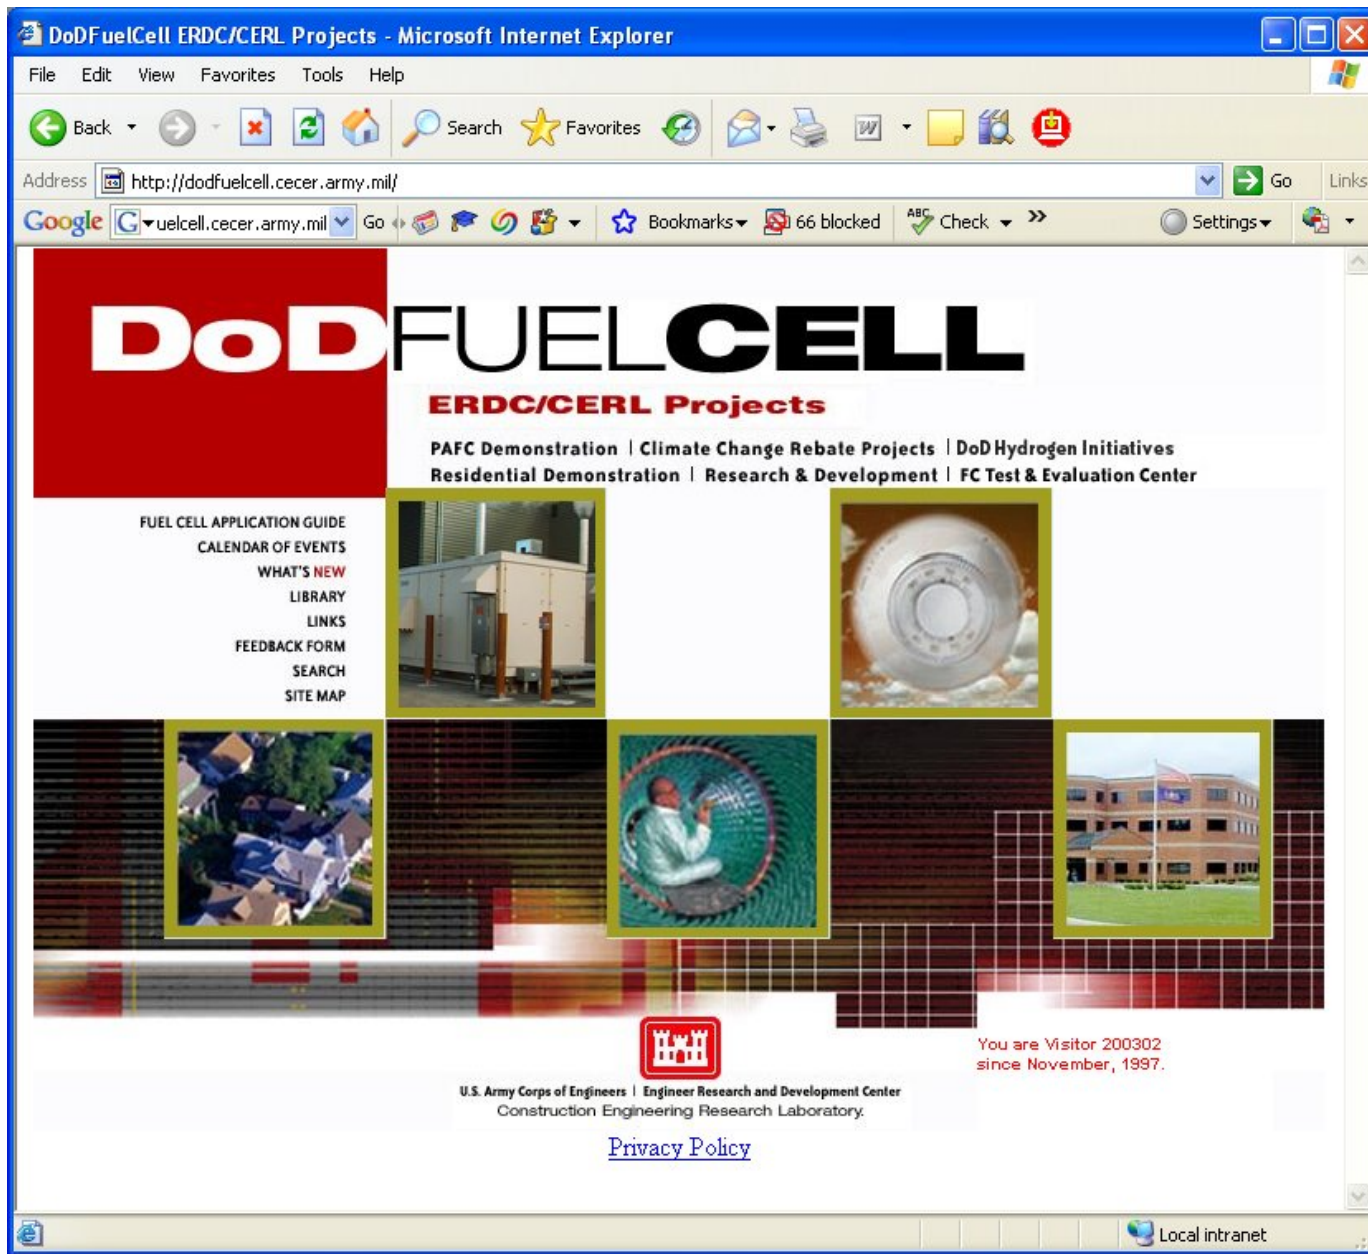 DoDFuelCell ERDC/CERL Projects - Microsoft Internet Explorer
File Edit View Favorites Tools Help
Back Search Favorites W
Address http://dodfuelcell.cecer.army.mil/ Go Links
Google G uelcell.cecer.army.mil Go Bookmarks 66 blocked ABC Check » Settings
DoDFUELCELL
ERDC/CERL Projects
PAFC Demonstration | Climate Change Rebate Projects | DoD Hydrogen Initiatives
Residential Demonstration | Research & Development | FC Test & Evaluation Center
FUEL CELL APPLICATION GUIDE
CALENDAR OF EVENTS
WHAT'S NEW
LIBRARY
LINKS
FEEDBACK FORM
SEARCH
SITE MAP
You are Visitor 200302
since November, 1997.
U.S. Army Corps of Engineers | Engineer Research and Development Center
Construction Engineering Research Laboratory.
Privacy Policy
Local intranet